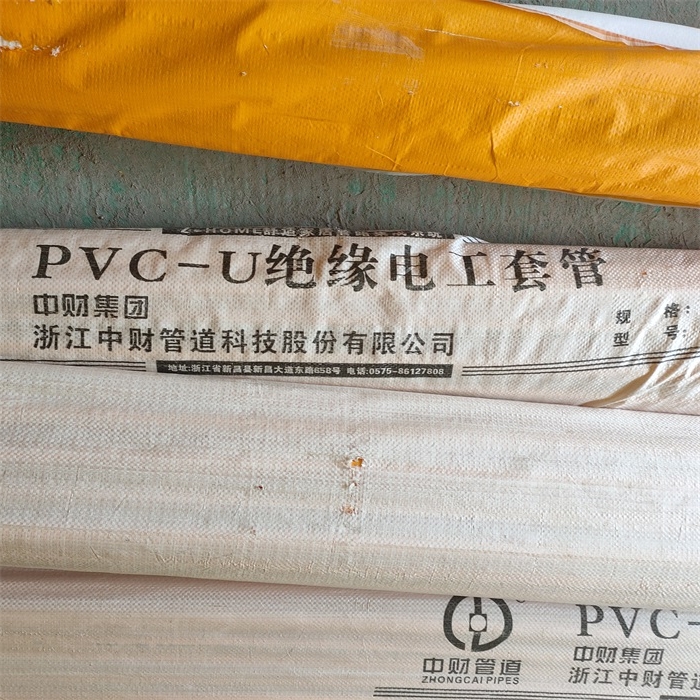 PVC-U绝缘电工套管
中财集团
浙江中财管道科技股份有限公司
规 格:
型 号:
地址:浙江省新昌县新昌大道东路658号 电话:0575-86127808
中财管道
ZHONGCAI PIPES
PVC-
中财集团
浙江中财管道科